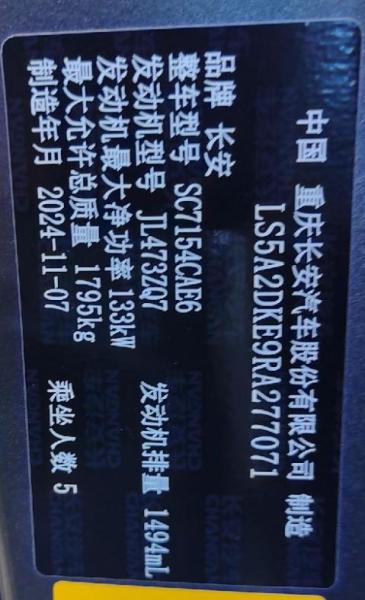 中国 重庆长安汽车股份有限公司 制造
LS5A2DKE9RA277071
品牌 长安
整车型号 SC7154CAE6
发动机型号 JL473ZQ7 发动机排量 1494mL
发动机最大净功率 133kW
最大允许总质量 1795kg 乘坐人数 5
制造年月 2024-11-07